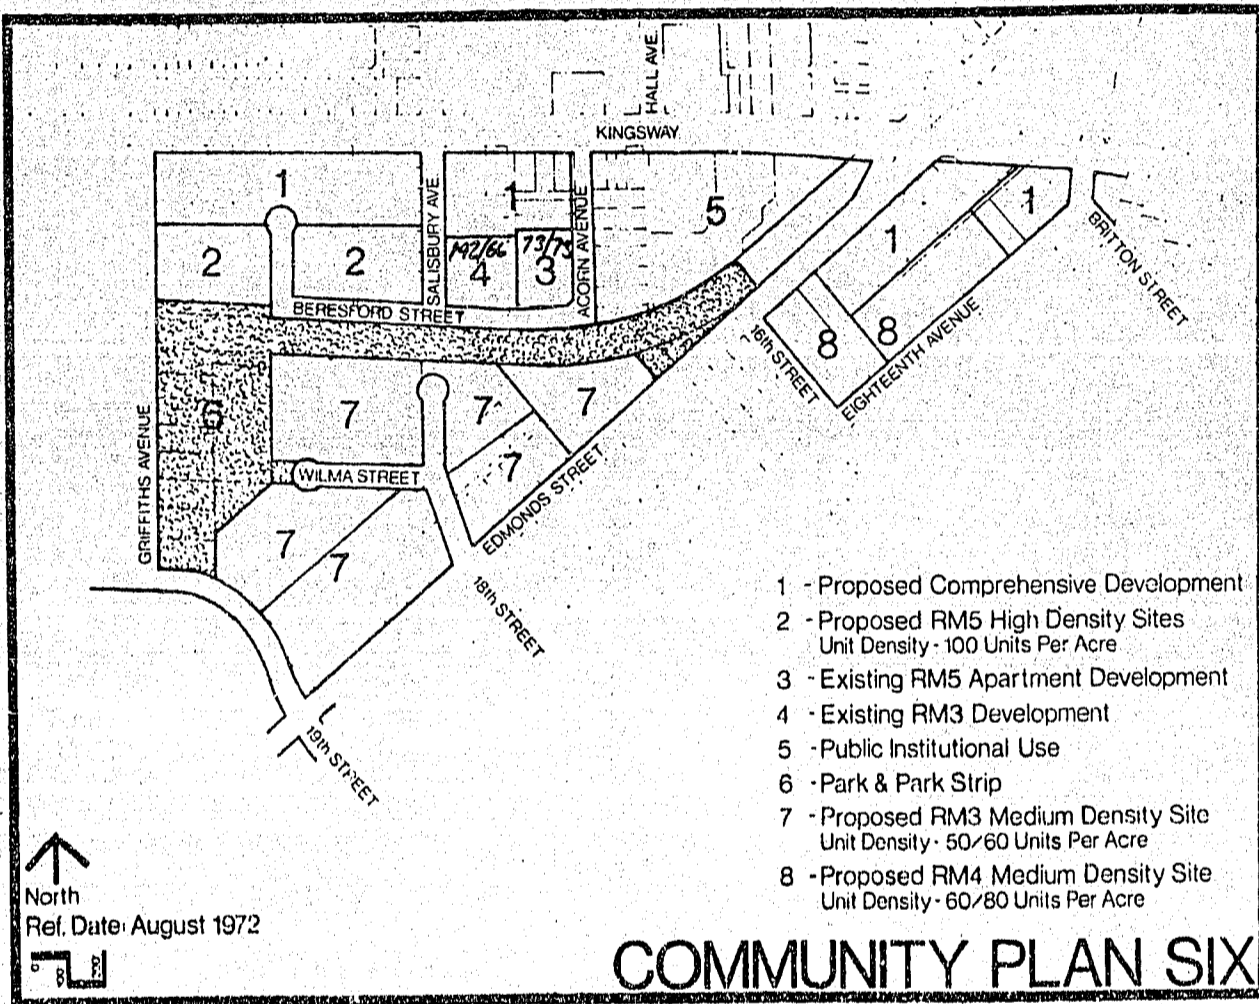 HALL AVE.
KINGSWAY
1
SALISBURY AVE
1
ACORN AVENUE
5
1
1
BRITTON STREET
2
2
4
73/73
3
BERESFORD STREET
8
8
16th STREET
EIGHTEENTH AVENUE
GRIFFITHS AVENUE
6
7
7
7
7
WILMA STREET
EDMONDS STREET
7
7
18th STREET
19th STREET
1 - Proposed Comprehensive Development
2 - Proposed RM5 High Density Sites
Unit Density - 100 Units Per Acre
3 - Existing RM5 Apartment Development
4 - Existing RM3 Development
5 - Public Institutional Use
6 - Park & Park Strip
7 - Proposed RM3 Medium Density Site
Unit Density - 50/60 Units Per Acre
8 - Proposed RM4 Medium Density Site
Unit Density - 60/80 Units Per Acre
North
Ref. Date: August 1972
COMMUNITY PLAN SIX